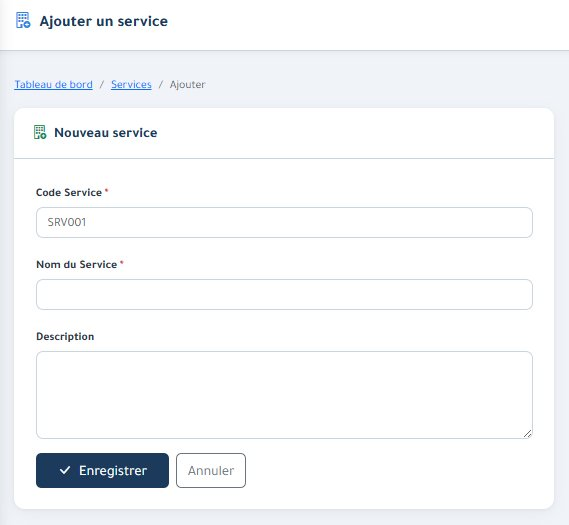 Ajouter un service
Tableau de bord / Services / Ajouter
Nouveau service
Code Service *
SRV001
Nom du Service *
Description
Enregistrer Annuler